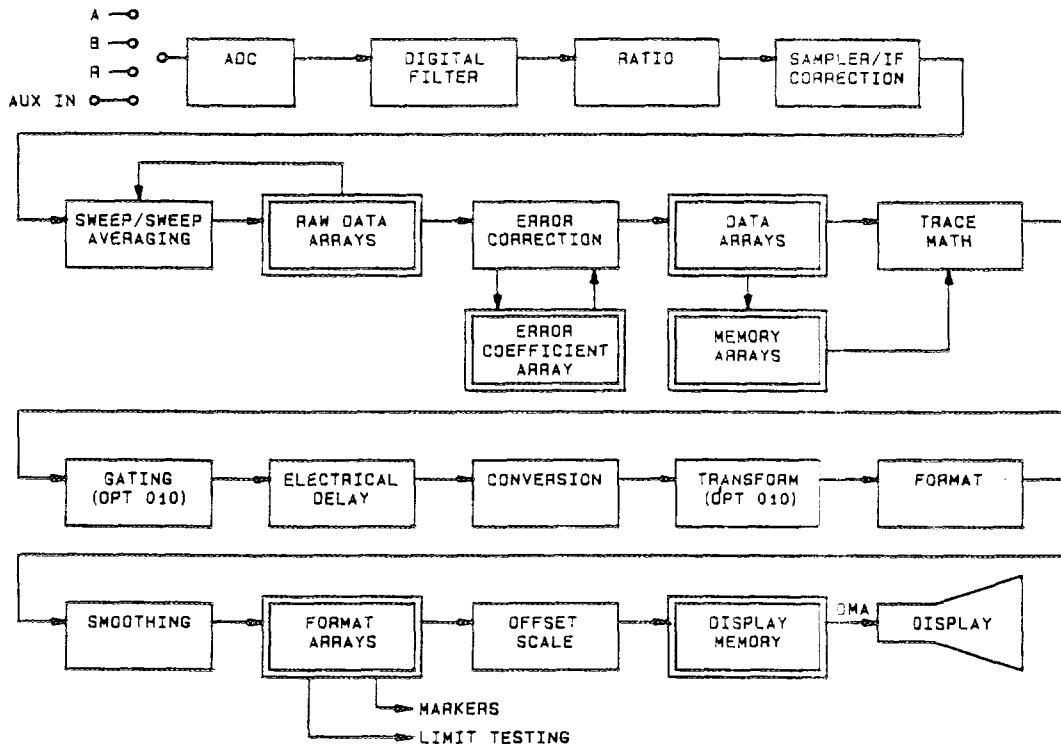 A
B
R
AUX IN
ADC
DIGITAL
FILTER
RATIO
SAMPLER/IF
CORRECTION
SWEEP/SWEEP
AVERAGING
RAW DATA
ARRAYS
ERROR
CORRECTION
DATA
ARRAYS
TRACE
MATH
ERROR
COEFFICIENT
ARRAY
MEMORY
ARRAYS
GATING
(OPT 010)
ELECTRICAL
DELAY
CONVERSION
TRANSFORM
(OPT 010)
FORMAT
SMOOTHING
FORMAT
ARRAYS
OFFSET
SCALE
DISPLAY
MEMORY
DMA
DISPLAY
MARKERS
LIMIT TESTING